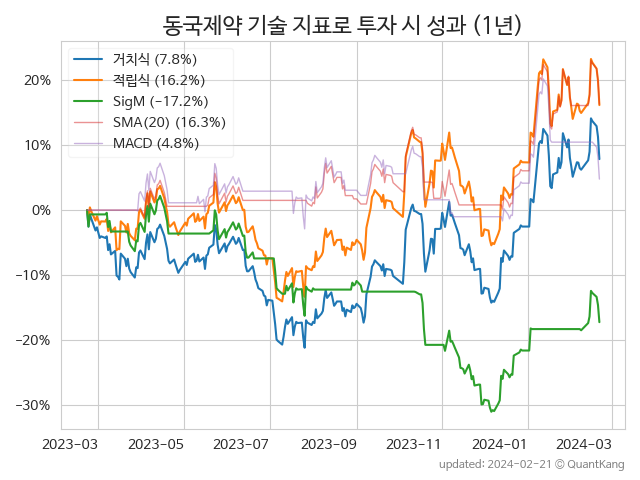 동국제약 기술 지표로 투자 시 성과 (1년)
거치식 (7.8%)
적립식 (16.2%)
SigM (−17.2%)
SMA(20) (16.3%)
MACD (4.8%)
20%
10%
0%
−10%
−20%
−30%
2023-03 2023-05 2023-07 2023-09 2023-11 2024-01 2024-03
updated: 2024-02-21 © QuantKang